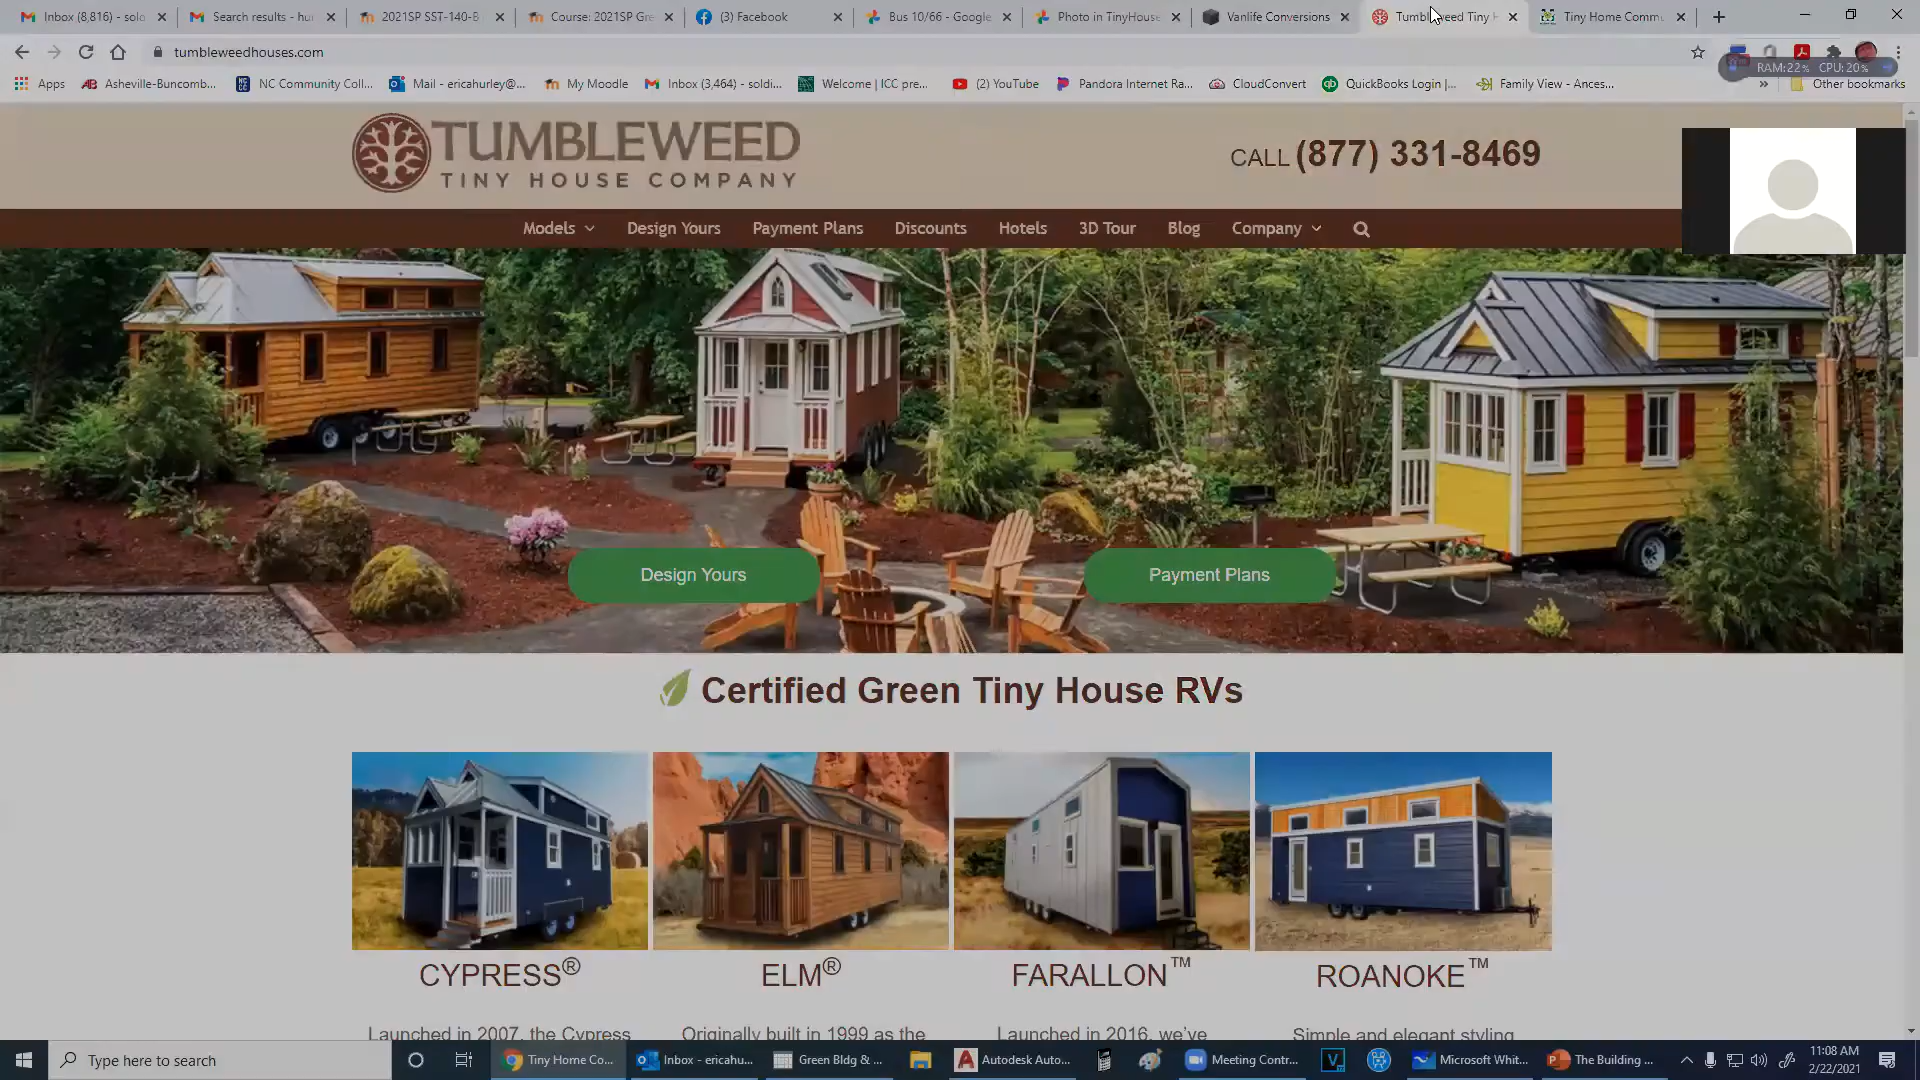 Inbox (8,816) - solo
Search results - hu
2021SP SST-140-B
Course: 2021SP Gre
(3) Facebook
Bus 10/66 - Google
Photo in TinyHouse
Vanlife Conversions
Tumbleweed Tiny H
Tiny Home Commu
tumbleweedhouses.com
RAM:22% CPU:20%
Apps
Asheville-Buncomb...
NC Community Coll...
Mail - ericahurley@...
My Moodle
Inbox (3,464) - soldi...
Welcome | ICC pre...
(2) YouTube
Pandora Internet Ra...
CloudConvert
QuickBooks Login |...
Family View - Ances...
»
Other bookmarks
TUMBLEWEED
TINY HOUSE COMPANY
CALL (877) 331-8469
Models
Design Yours
Payment Plans
Discounts
Hotels
3D Tour
Blog
Company
Design Yours
Payment Plans
Certified Green Tiny House RVs
CYPRESS®
ELM®
FARALLON™
ROANOKE™
Launched in 2007, the Cypress
Originally built in 1999 as the
Launched in 2016, we've
Simple and elegant styling
Type here to search
Tiny Home Co...
Inbox - ericahu...
Green Bldg & ...
Autodesk Auto...
Meeting Contr...
Microsoft Whit...
The Building ...
11:08 AM
2/22/2021